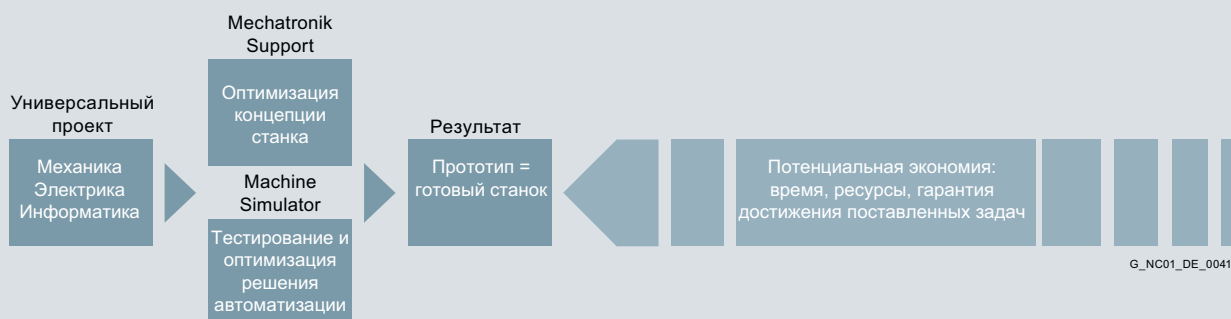 Универсальный
проект
Механика
Электрика
Информатика
Mechatronik
Support
Оптимизация
концепции
станка
Machine
Simulator
Тестирование и
оптимизация
решения
автоматизации
Результат
Прототип =
готовый станок
Потенциальная экономия:
время, ресурсы, гарантия
достижения поставленных задач
G_NC01_DE_0041